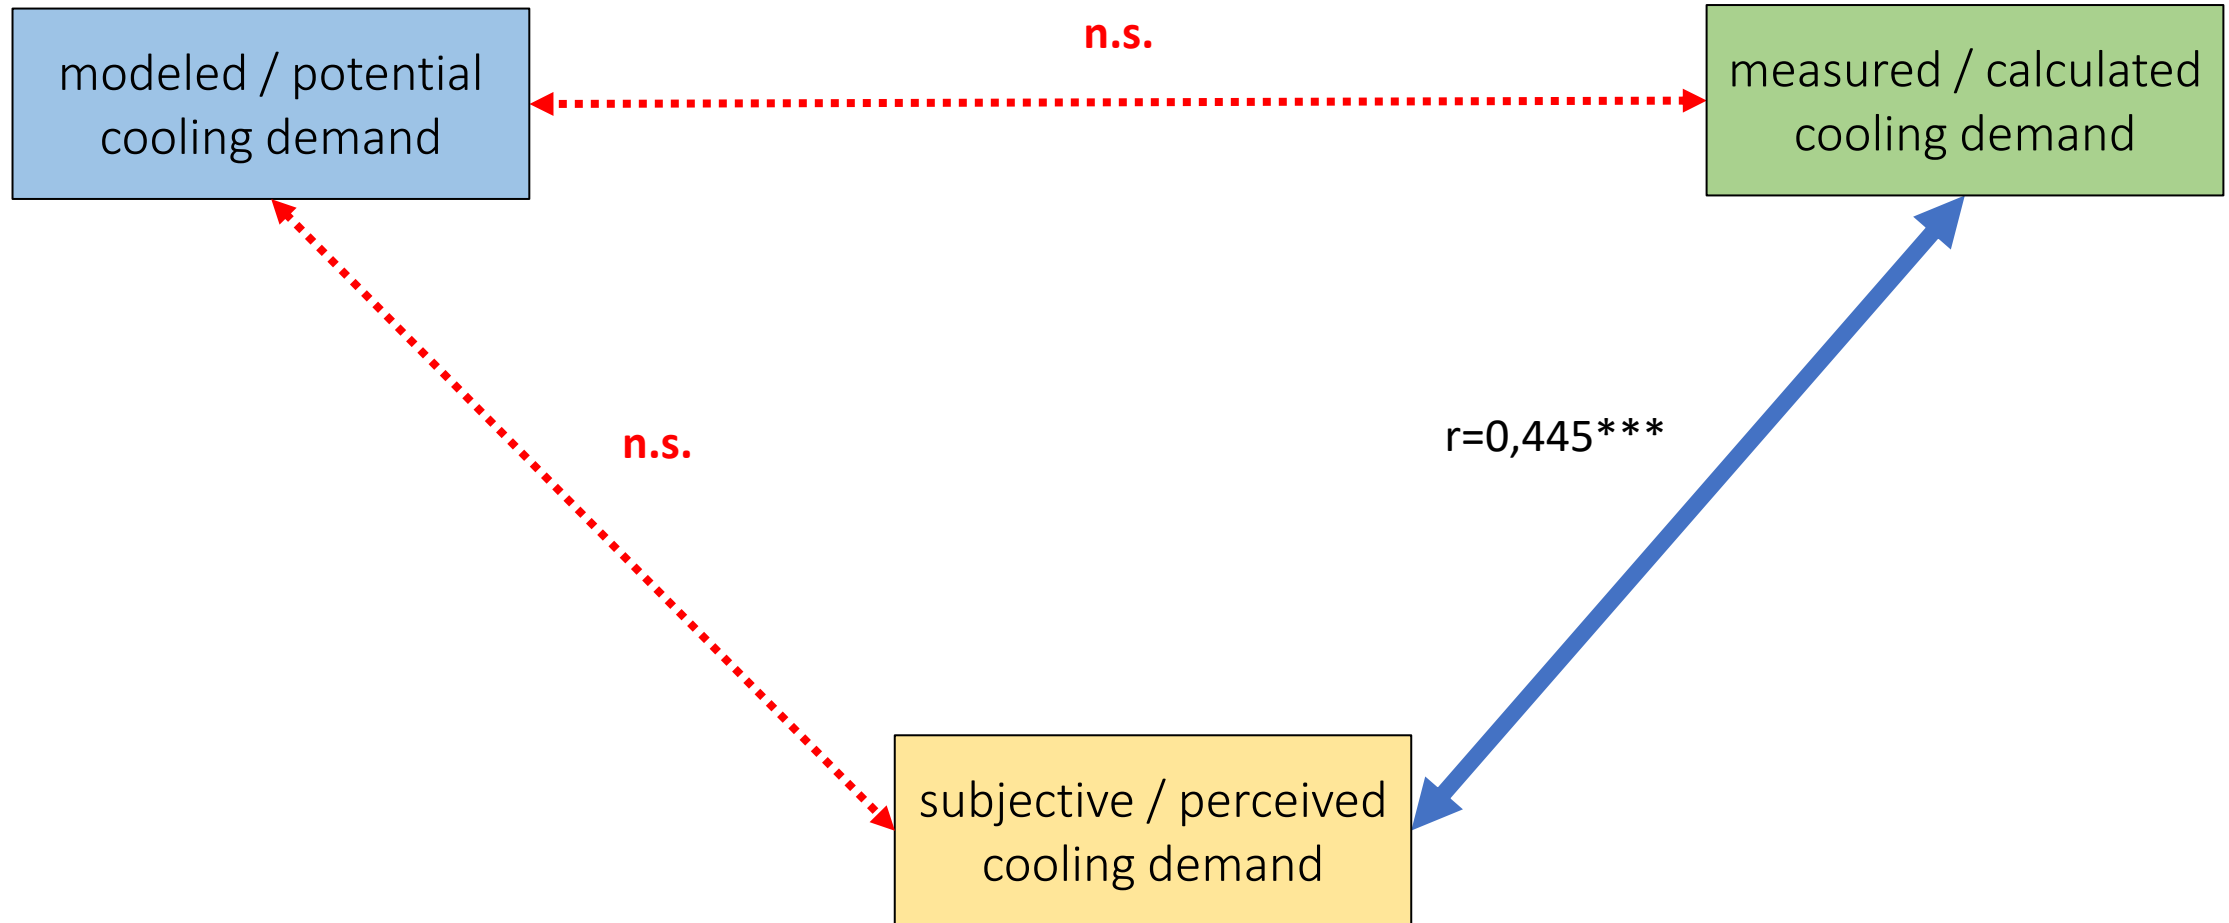 n.s.
modeled / potential
cooling demand
measured / calculated
cooling demand
n.s.
r=0,445***
subjective / perceived
cooling demand